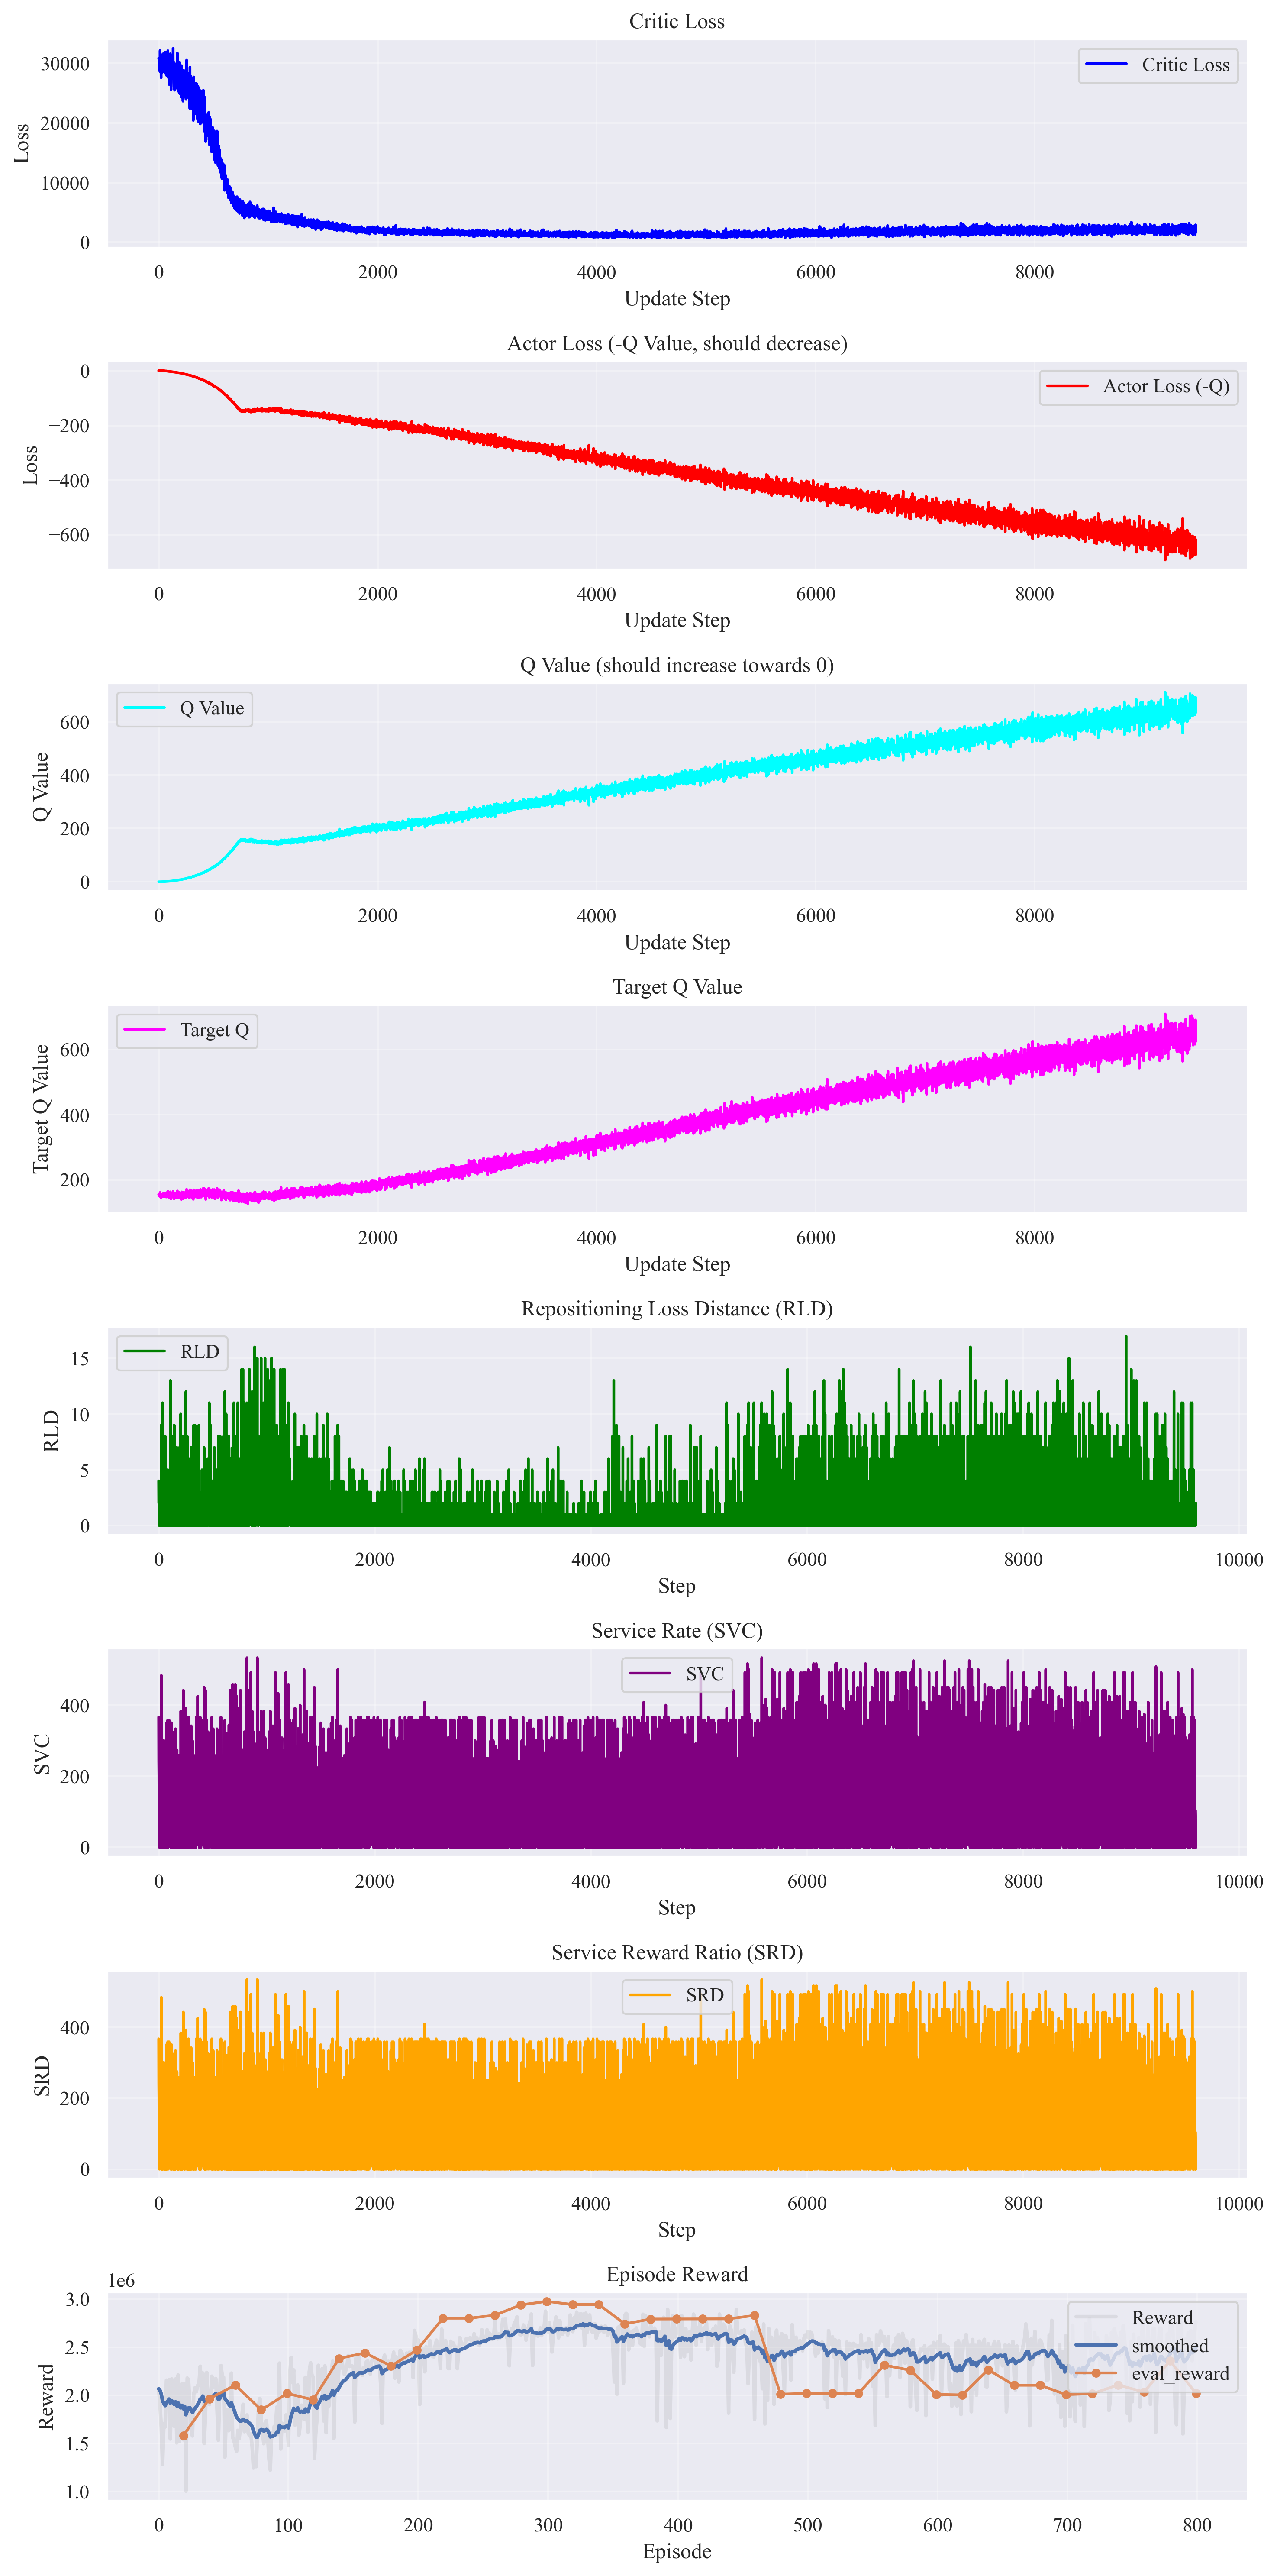 Critic Loss
Critic Loss
30000
20000
10000
0
Loss
0 2000 4000 6000 8000
Update Step
Actor Loss (-Q Value, should decrease)
Actor Loss (-Q)
0
−200
−400
−600
Loss
0 2000 4000 6000 8000
Update Step
Q Value (should increase towards 0)
Q Value
600
400
200
0
Q Value
0 2000 4000 6000 8000
Update Step
Target Q Value
Target Q
600
400
200
Target Q Value
0 2000 4000 6000 8000
Update Step
Repositioning Loss Distance (RLD)
RLD
15
10
5
0
RLD
0 2000 4000 6000 8000 10000
Step
Service Rate (SVC)
SVC
400
200
0
SVC
0 2000 4000 6000 8000 10000
Step
Service Reward Ratio (SRD)
SRD
400
200
0
SRD
0 2000 4000 6000 8000 10000
Step
Episode Reward
1e6
Reward
smoothed
eval_reward
3.0
2.5
2.0
1.5
1.0
Reward
0 100 200 300 400 500 600 700 800
Episode